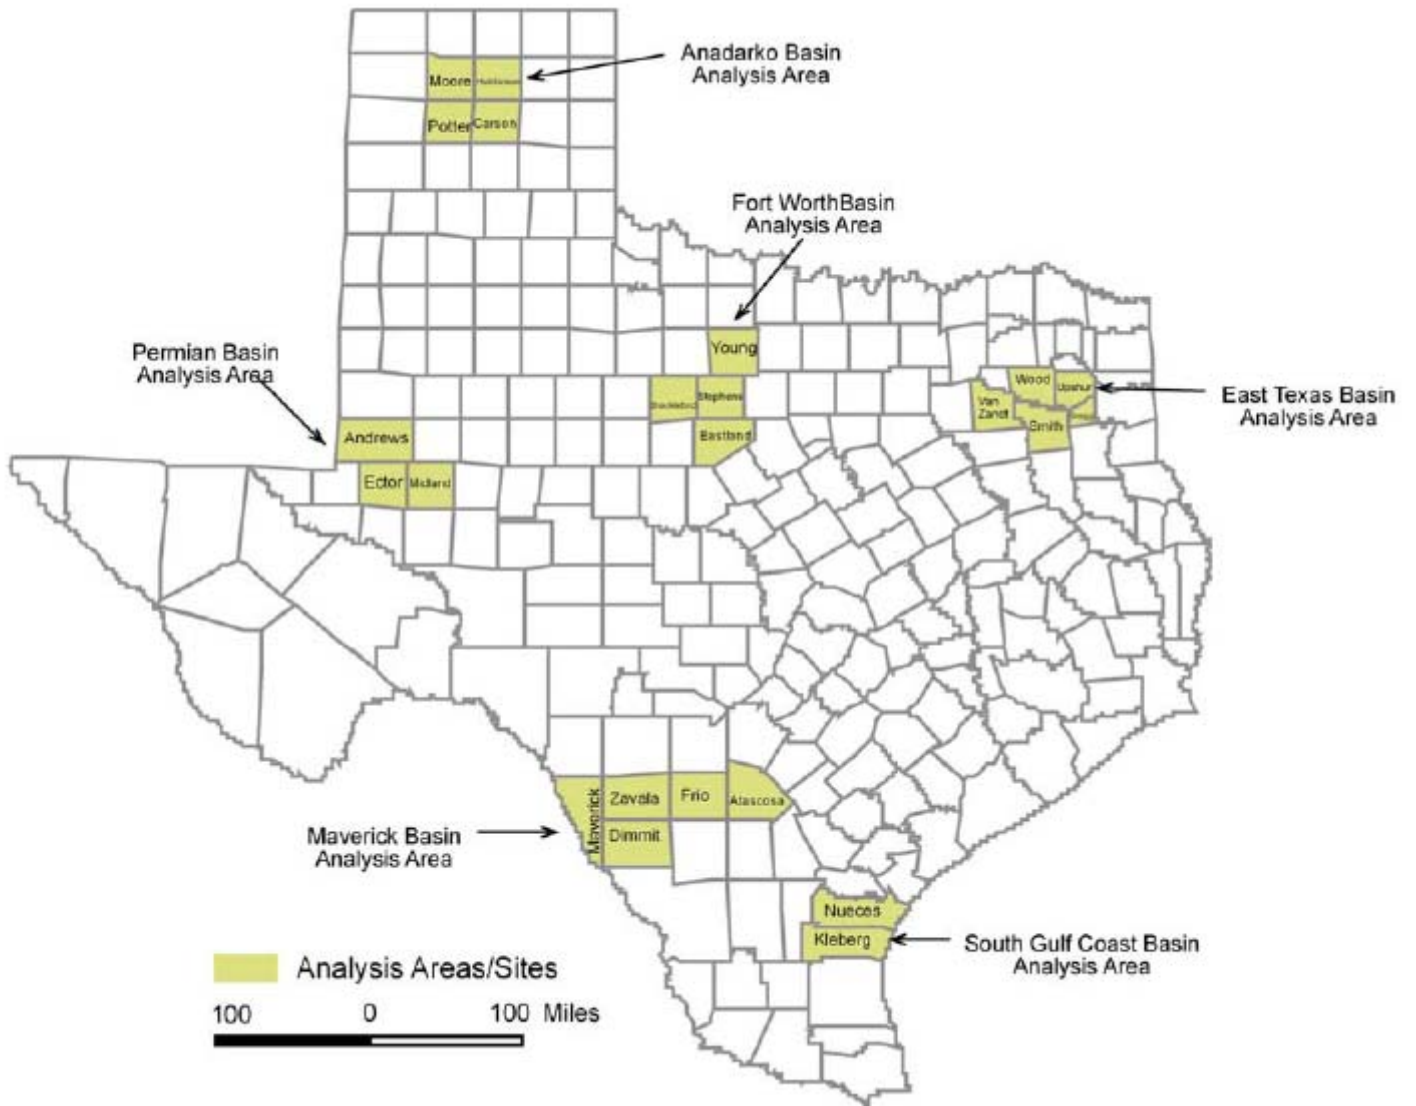 Anadarko Basin
Analysis Area
Moore
Potter
Carson
Fort WorthBasin
Analysis Area
Young
Stephens
Eastland
Permian Basin
Analysis Area
Andrews
Ector
Midland
Wood
Upshur
Van
Zandt
Smith
East Texas Basin
Analysis Area
Maverick
Zavala
Frio
Atascosa
Dimmit
Maverick Basin
Analysis Area
Nueces
Kleberg
South Gulf Coast Basin
Analysis Area
Analysis Areas/Sites
100 0 100 Miles